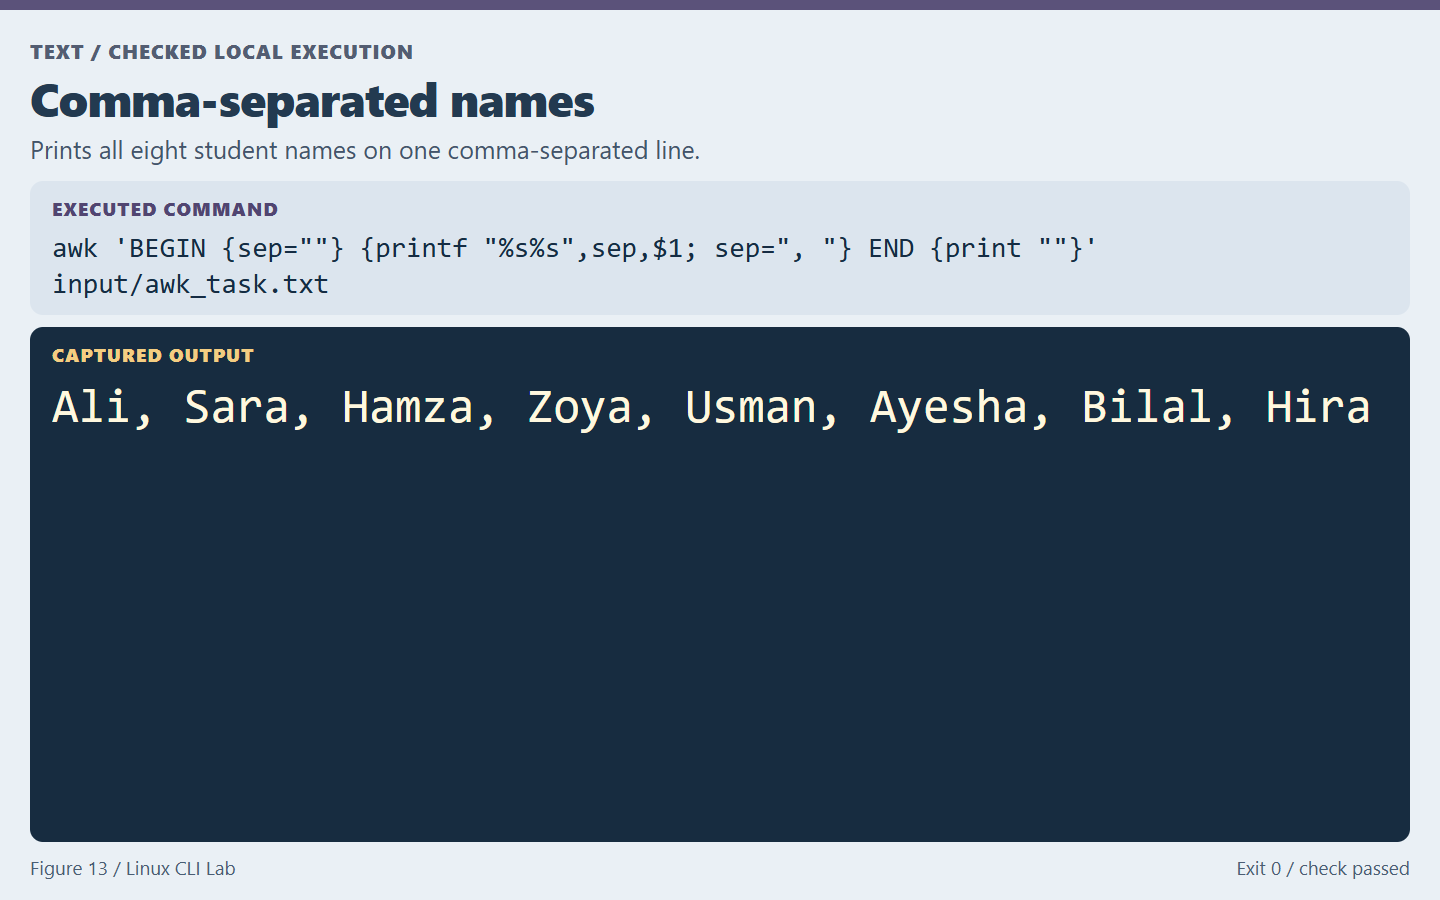 TEXT / CHECKED LOCAL EXECUTION
Comma-separated names
Prints all eight student names on one comma-separated line.
EXECUTED COMMAND
awk 'BEGIN {sep=""} {printf "%s%s",sep,$1; sep=", "} END {print ""}'
input/awk_task.txt
CAPTURED OUTPUT
Ali, Sara, Hamza, Zoya, Usman, Ayesha, Bilal, Hira
Figure 13 / Linux CLI Lab
Exit 0 / check passed